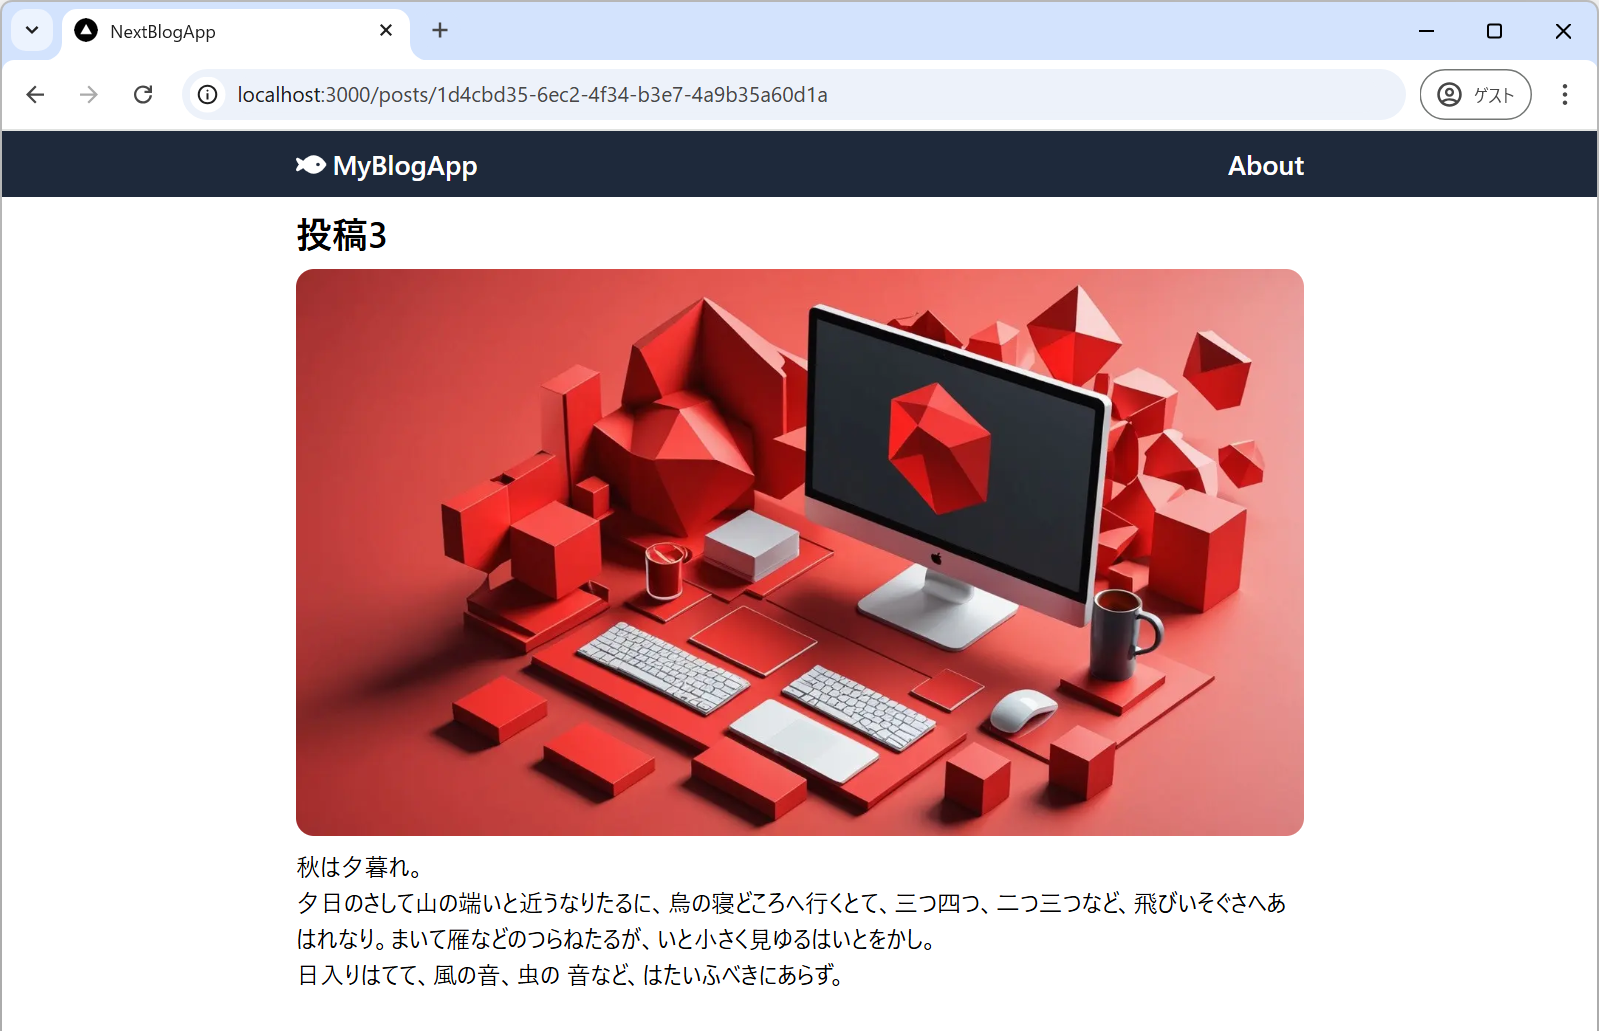 NextBlogApp
localhost:3000/posts/1d4cbd35-6ec2-4f34-b3e7-4a9b35a60d1a
ゲスト
MyBlogApp
About
投稿3
秋は夕暮れ。
夕日のさして山の端いと近うなりたるに、烏の寝どころへ行くとて、三つ四つ、二つ三つなど、飛びいそぐさへあ
はれなり。まいて雁などのつらねたるが、いと小さく見ゆるはいとをかし。
日入りはてて、風の音、虫の 音など、はたいふべきにあらず。